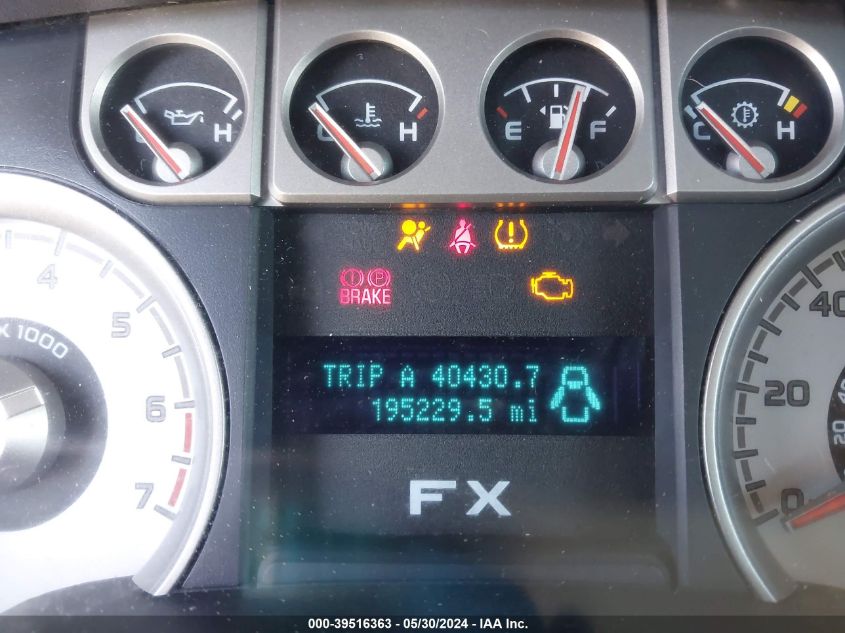 C H
C H
E F
C H
4
5
6
7
X 1000
BRAKE
TRIP A 40430.7
195229.5 mi
FX
40
20
0
20
000-39516363 • 05/30/2024 - IAA Inc.